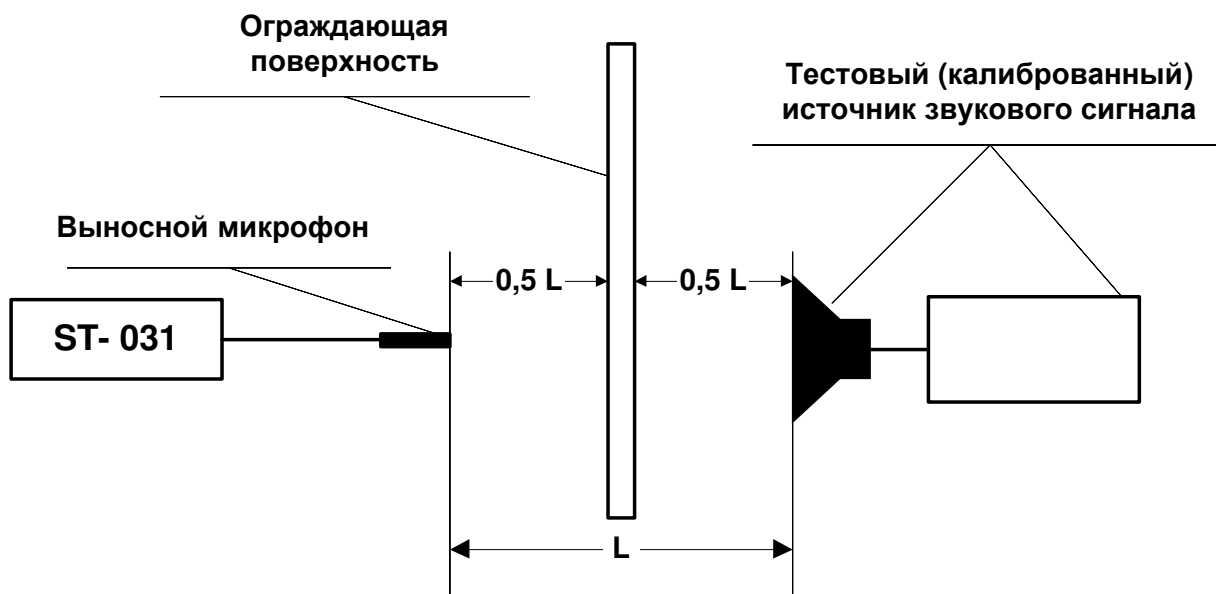 Ограждающая
поверхность
Тестовый (калиброванный)
источник звукового сигнала
Выносной микрофон
0,5 L
0,5 L
ST- 031
L